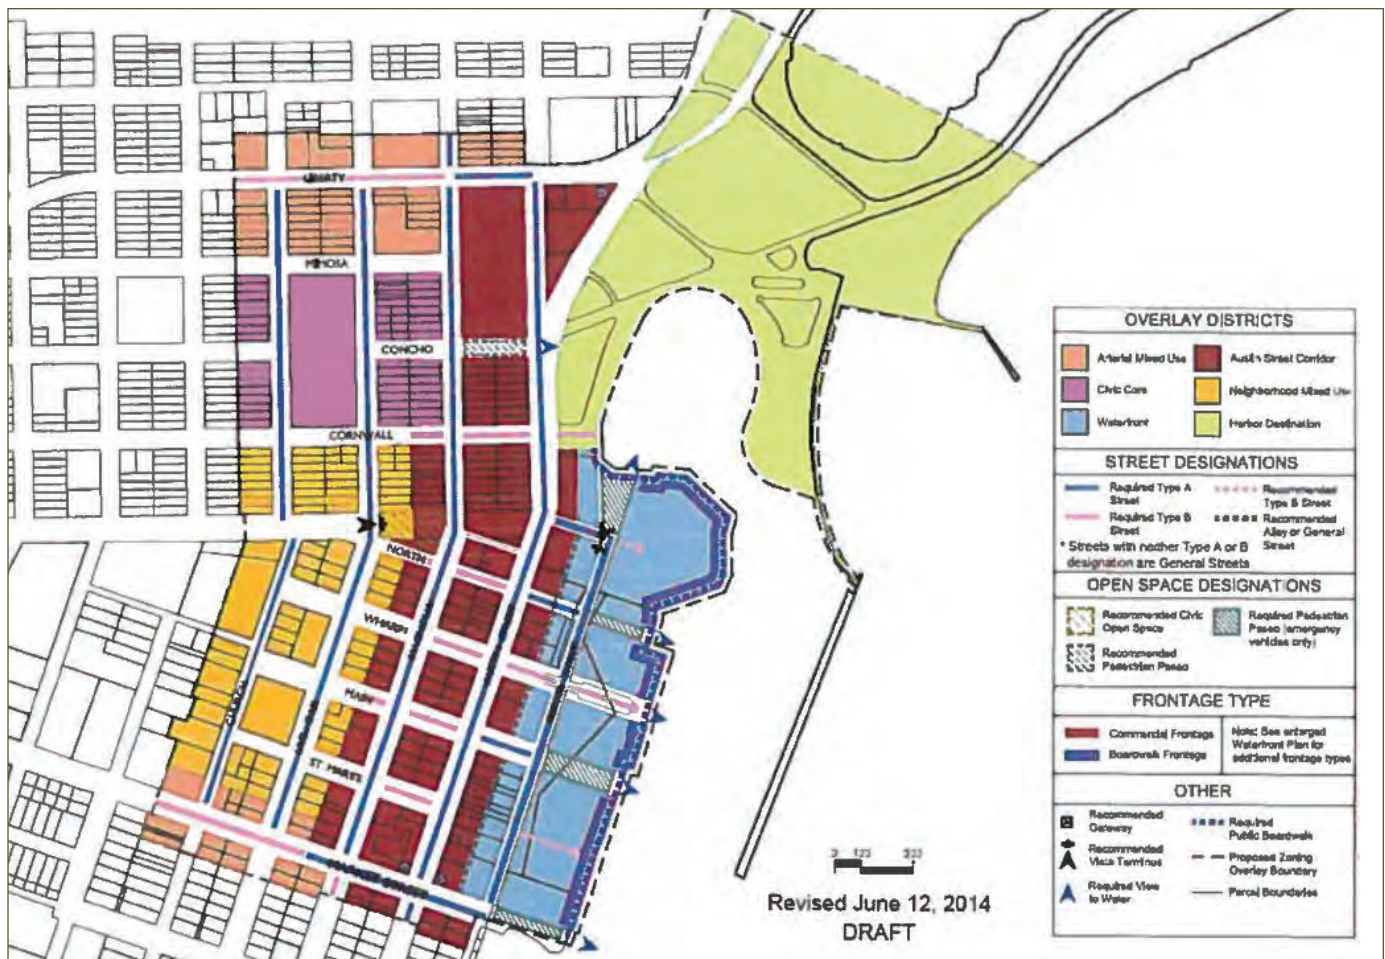 LIBERTY
MIMOSA
CONCHO
CORNWALL
NORTH
WHARF
MAIN
ST MARY'S
CHURCH
MAGNOLIA
OVERLAY DISTRICTS
Arterial Mixed Use
Austin Street Corridor
Civic Core
Neighborhood Mixed Use
Waterfront
Harbor Destination
STREET DESIGNATIONS
Required Type A
Street
Recommended
Type B Street
Required Type B
Street
Recommended
Alley or General
Street
* Streets with neither Type A or B
designation are General Streets
OPEN SPACE DESIGNATIONS
Recommended Civic
Open Space
Required Pedestrian
Paseo (emergency
vehicles only)
Recommended
Pedestrian Paseo
FRONTAGE TYPE
Commercial Frontage
Boardwalk Frontage
Note: See enlarged
Waterfront Plan for
additional frontage types
OTHER
Recommended
Gateway
Required
Public Boardwalk
Recommended
Vista Terminus
Proposed Zoning
Overlay Boundary
Required View
to Water
Parcel Boundaries
Revised June 12, 2014
DRAFT